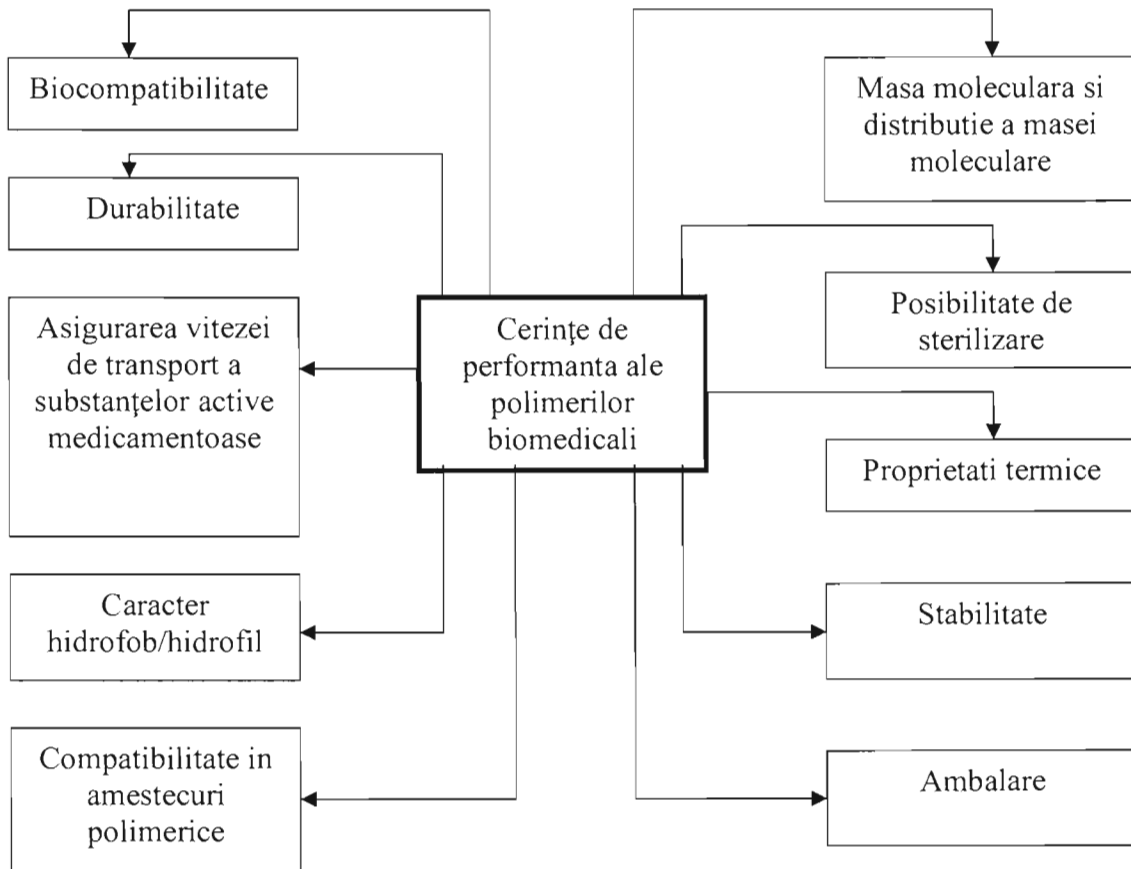 Biocompatibilitate
Durabilitate
Asigurarea vitezei
de transport a
substanţelor active
medicamentoase
Caracter
hidrofob/hidrofil
Compatibilitate in
amestecuri
polimerice
Cerinţe de
performanta ale
polimerilor
biomedicali
Masa moleculara si
distributie a masei
moleculare
Posibilitate de
sterilizare
Proprietati termice
Stabilitate
Ambalare